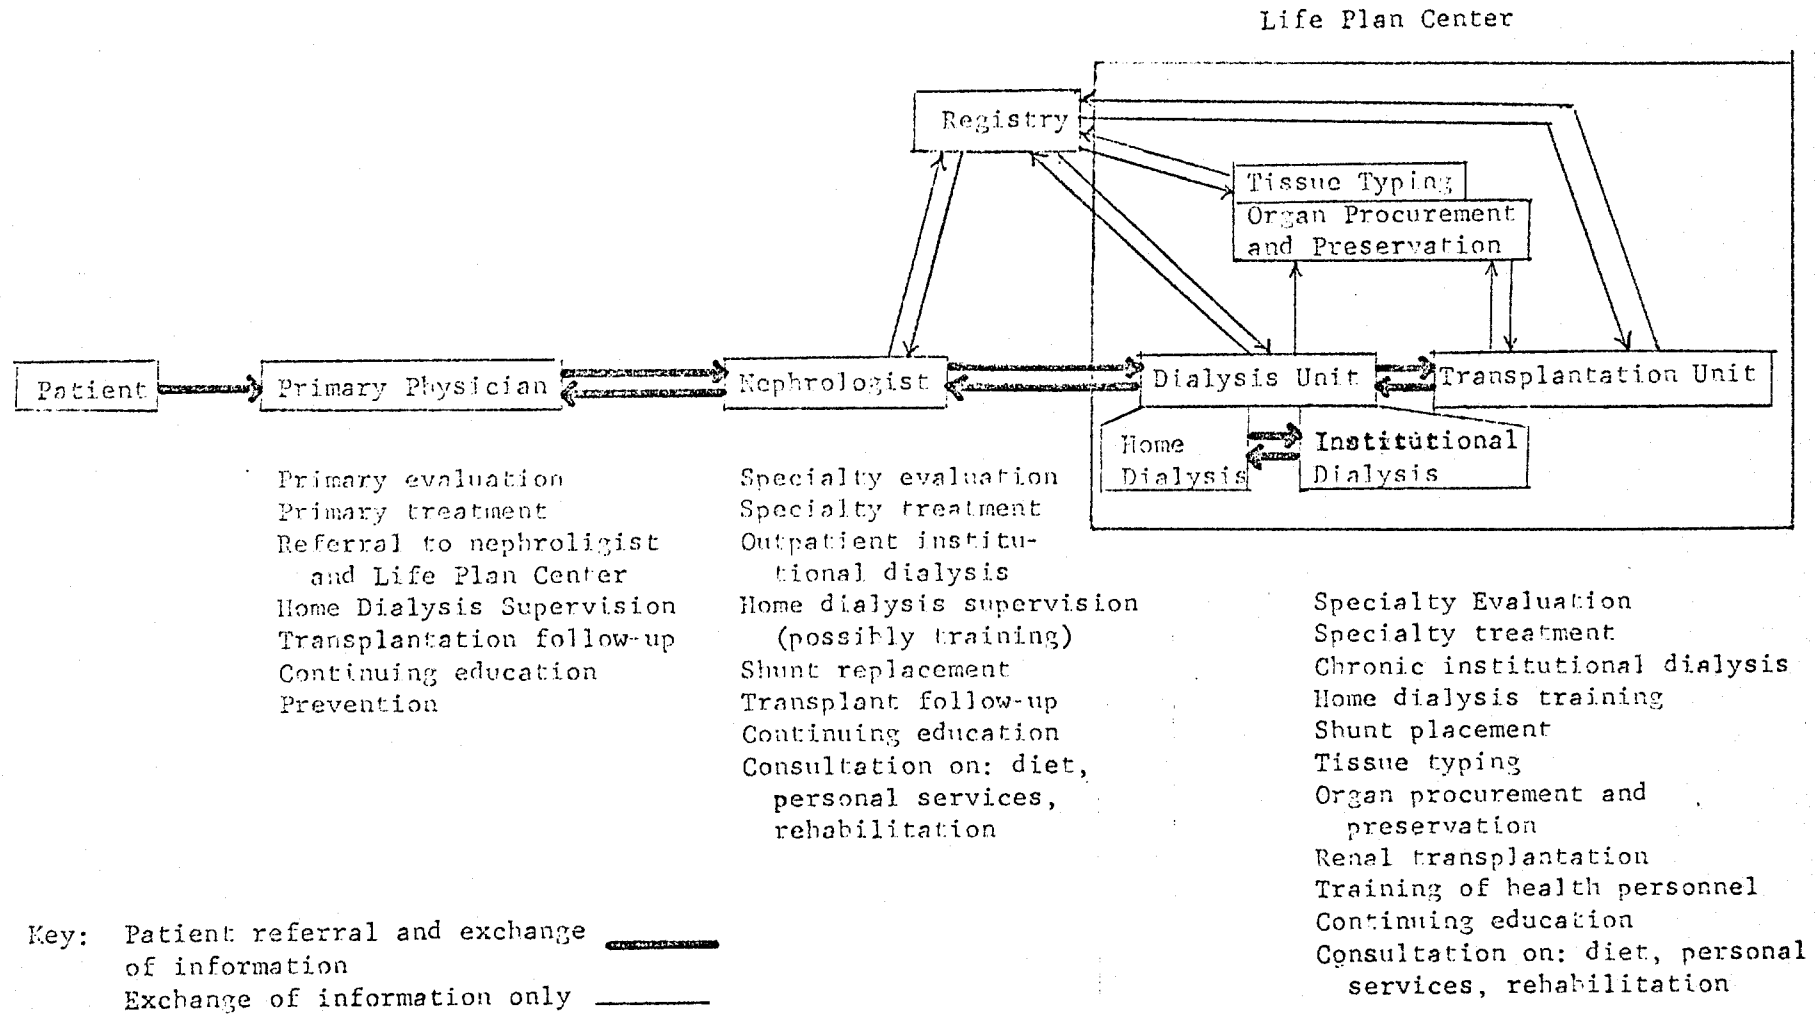 Life Plan Center
Registry
Tissue Typing
Organ Procurement
and Preservation
Patient
Primary Physician
Nephrologist
Dialysis Unit
Transplantation Unit
Home
Dialysis
Institutional
Dialysis
Primary evaluation
Primary treatment
Referral to nephroligist
and Life Plan Center
Home Dialysis Supervision
Transplantation follow-up
Continuing education
Prevention
Specialty evaluation
Specialty treatment
Outpatient institu-
tional dialysis
Home dialysis supervision
(possibly training)
Shunt replacement
Transplant follow-up
Continuing education
Consultation on: diet,
personal services,
rehabilitation
Specialty Evaluation
Specialty treatment
Chronic institutional dialysis
Home dialysis training
Shunt placement
Tissue typing
Organ procurement and
preservation
Renal transplantation
Training of health personnel
Continuing education
Consultation on: diet, personal
services, rehabilitation
Key: Patient referral and exchange
of information
Exchange of information only